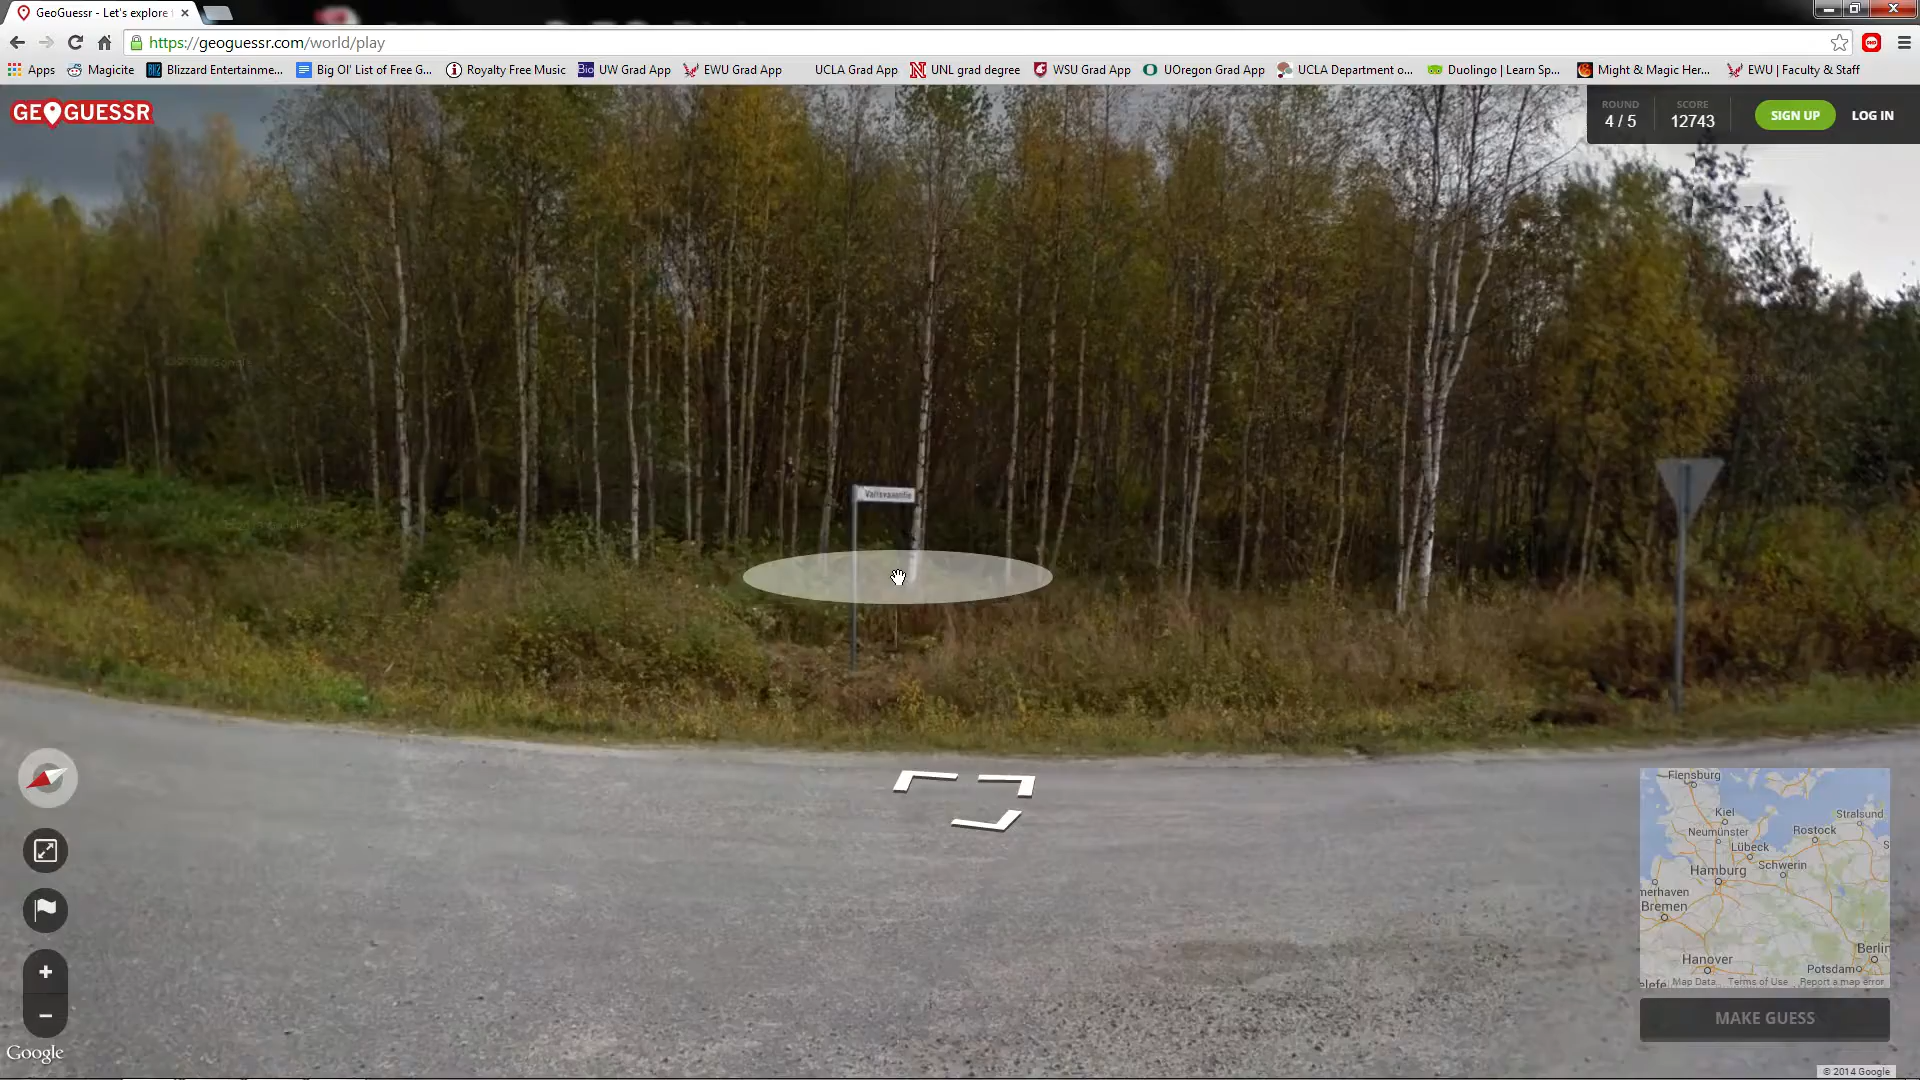 GeoGuessr - Let's explore
https://geoguessr.com/world/play
Apps
Magicite
Blizzard Entertainme...
Big Ol' List of Free G...
Royalty Free Music
UW Grad App
EWU Grad App
UCLA Grad App
UNL grad degree
WSU Grad App
UOregon Grad App
UCLA Department o...
Duolingo | Learn Sp...
Might & Magic Her...
EWU | Faculty & Staff
GEOGUESSR
ROUND
4 / 5
SCORE
12743
SIGN UP
LOG IN
Flensburg
Kiel
Stralsund
Neumünster
Rostock
Lübeck
Schwerin
Hamburg
merhaven
Bremen
Berlin
Hanover
Potsdam
elefe
Map Data...
Terms of Use
Report a map error
MAKE GUESS
Google
© 2014 Google